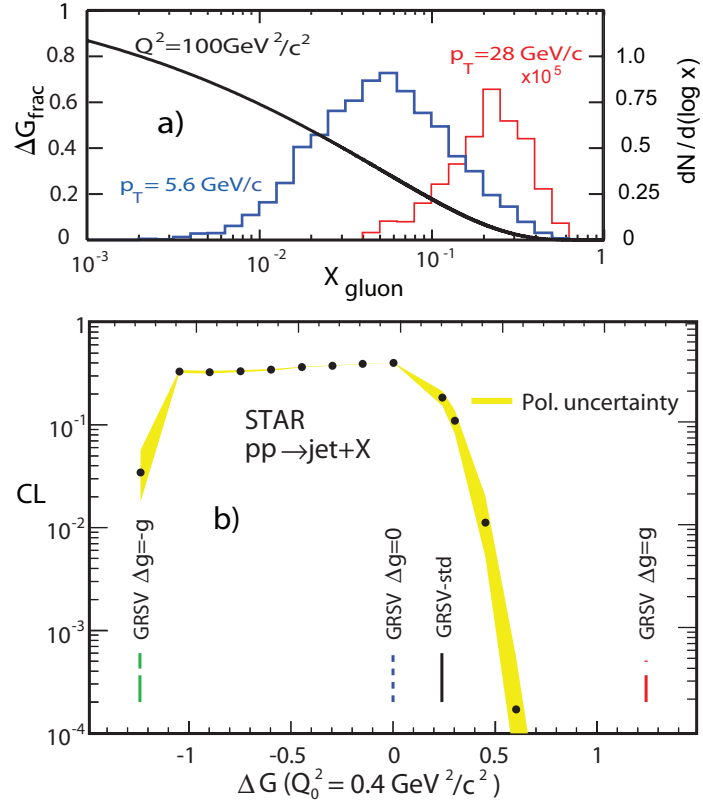 1
0.8
0.6
0.4
0.2
0
ΔG_frac
Q²=100GeV²/c²
a)
p_T = 5.6 GeV/c
p_T=28 GeV/c
x10⁵
1.0
0.75
0.5
0.25
0
dN / d(log x)
10⁻³ 10⁻² 10⁻¹ 1
X_gluon
1
10⁻¹
10⁻²
10⁻³
10⁻⁴
CL
STAR
pp→jet+X
Pol. uncertainty
b)
GRSV Δg=-g
GRSV Δg=0
GRSV-std
GRSV Δg=g
-1 -0.5 0 0.5 1
ΔG (Q₀² = 0.4 GeV²/c²)